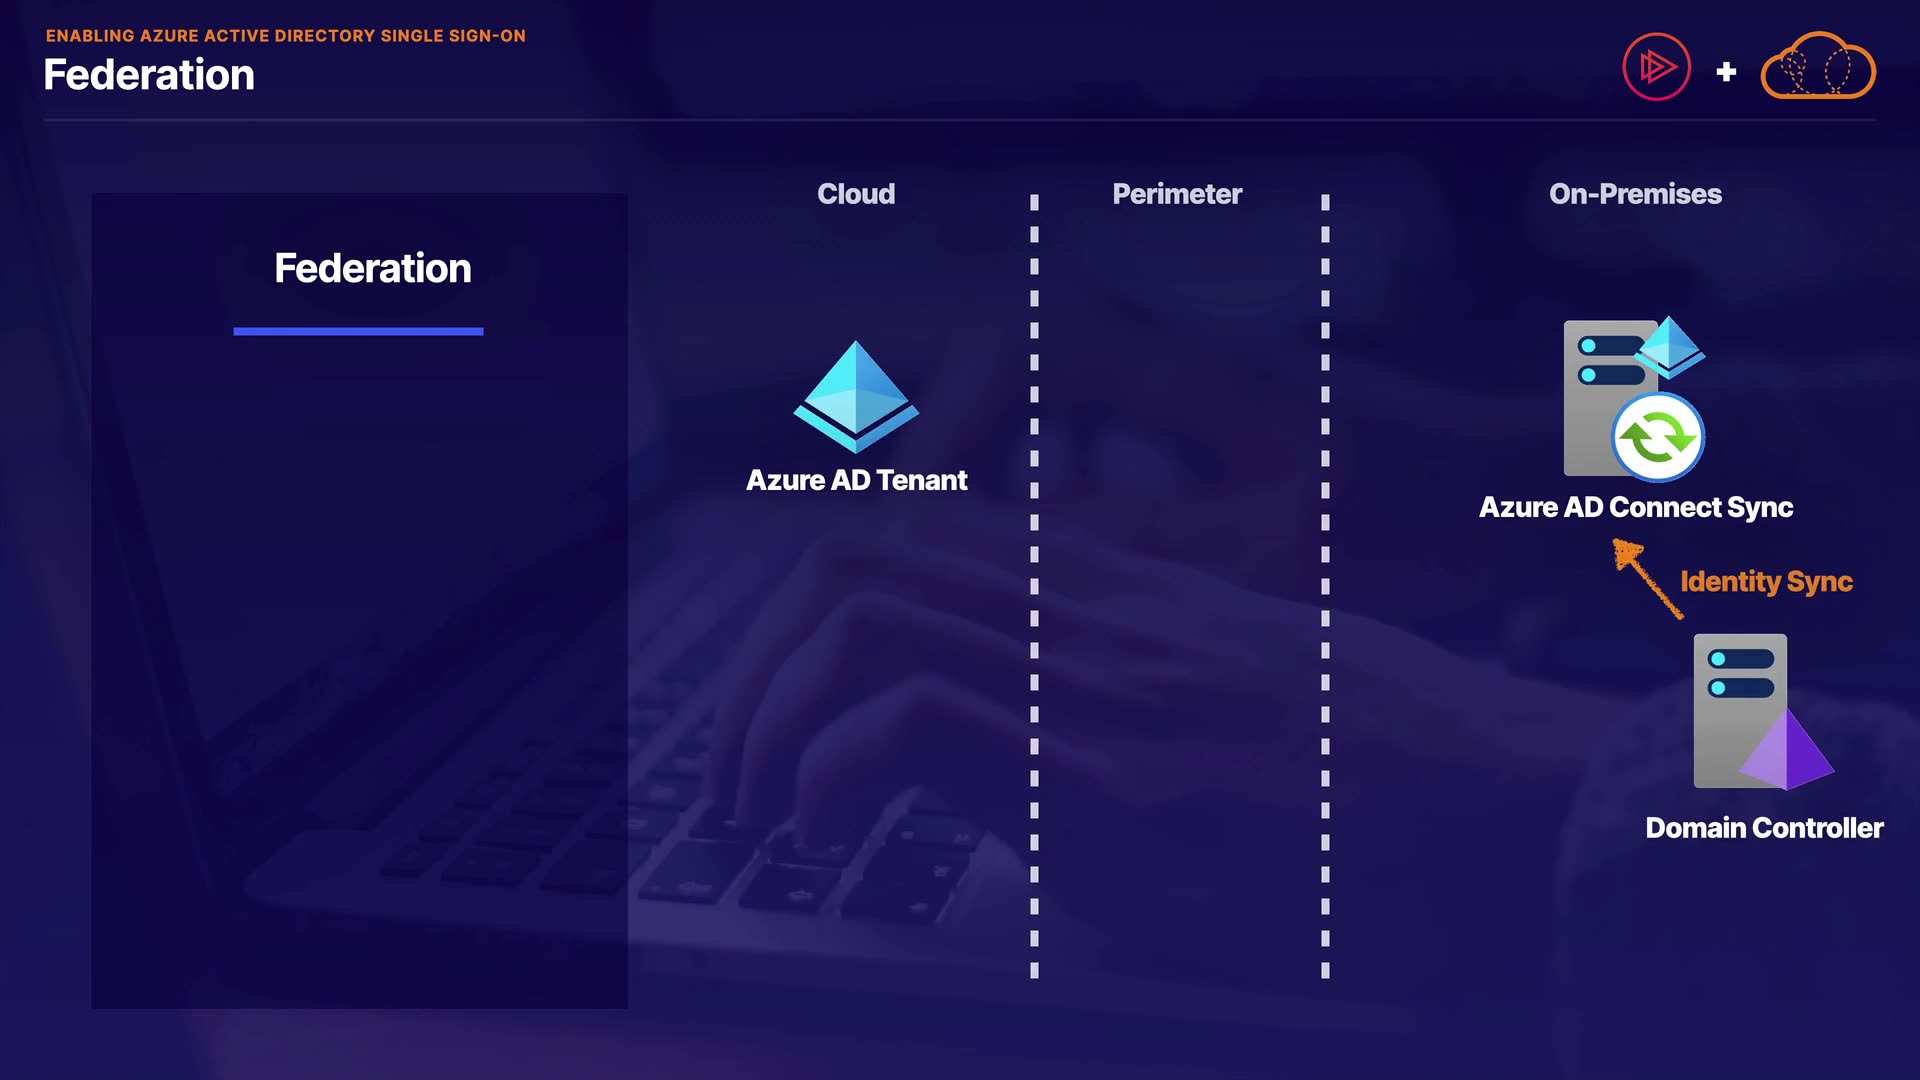 ENABLING AZURE ACTIVE DIRECTORY SINGLE SIGN-ON
Federation
Federation
Cloud
Perimeter
On-Premises
Azure AD Tenant
Azure AD Connect Sync
Identity Sync
Domain Controller